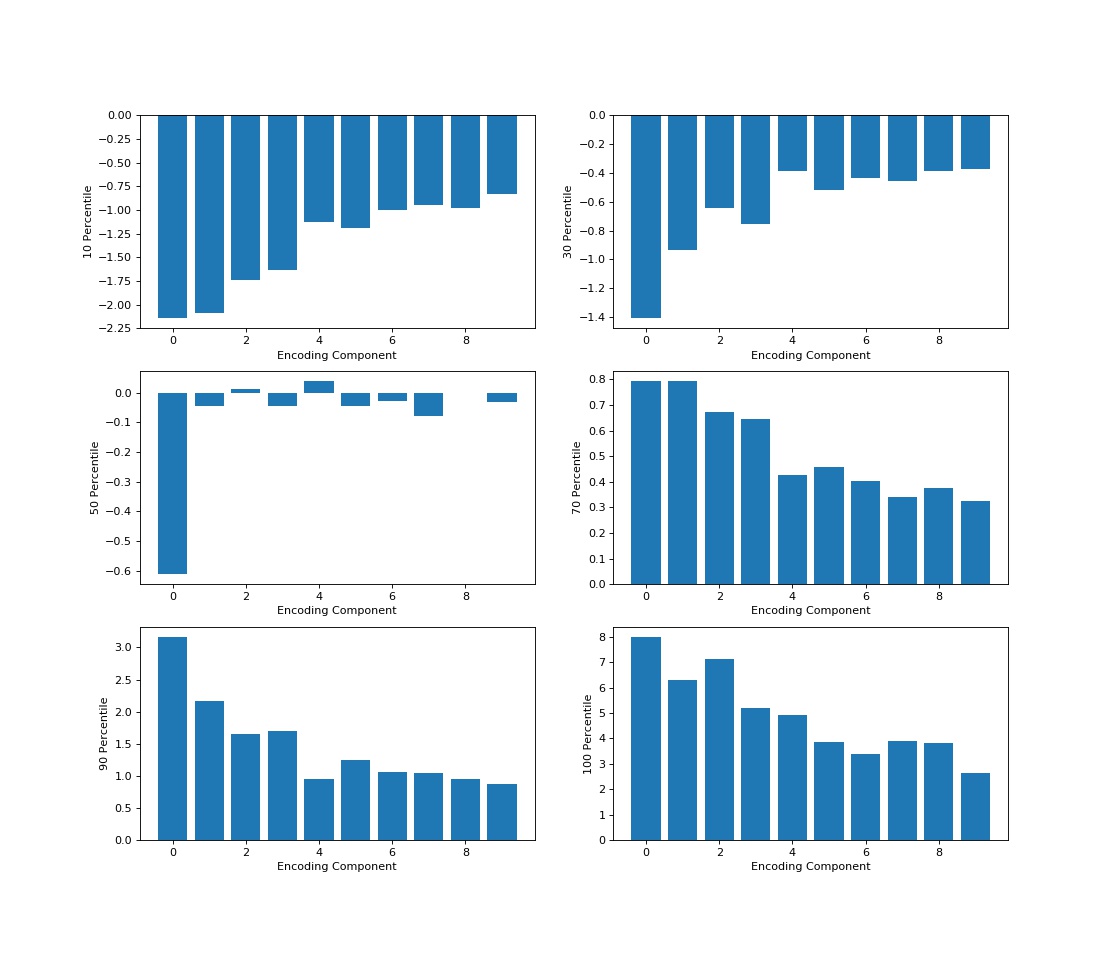 0.00
−0.25
−0.50
−0.75
−1.00
−1.25
−1.50
−1.75
−2.00
−2.25
10 Percentile
0 2 4 6 8
Encoding Component
0.0
−0.2
−0.4
−0.6
−0.8
−1.0
−1.2
−1.4
30 Percentile
0 2 4 6 8
Encoding Component
0.0
−0.1
−0.2
−0.3
−0.4
−0.5
−0.6
50 Percentile
0 2 4 6 8
Encoding Component
0.8
0.7
0.6
0.5
0.4
0.3
0.2
0.1
0.0
70 Percentile
0 2 4 6 8
Encoding Component
3.0
2.5
2.0
1.5
1.0
0.5
0.0
90 Percentile
0 2 4 6 8
Encoding Component
8
7
6
5
4
3
2
1
0
100 Percentile
0 2 4 6 8
Encoding Component